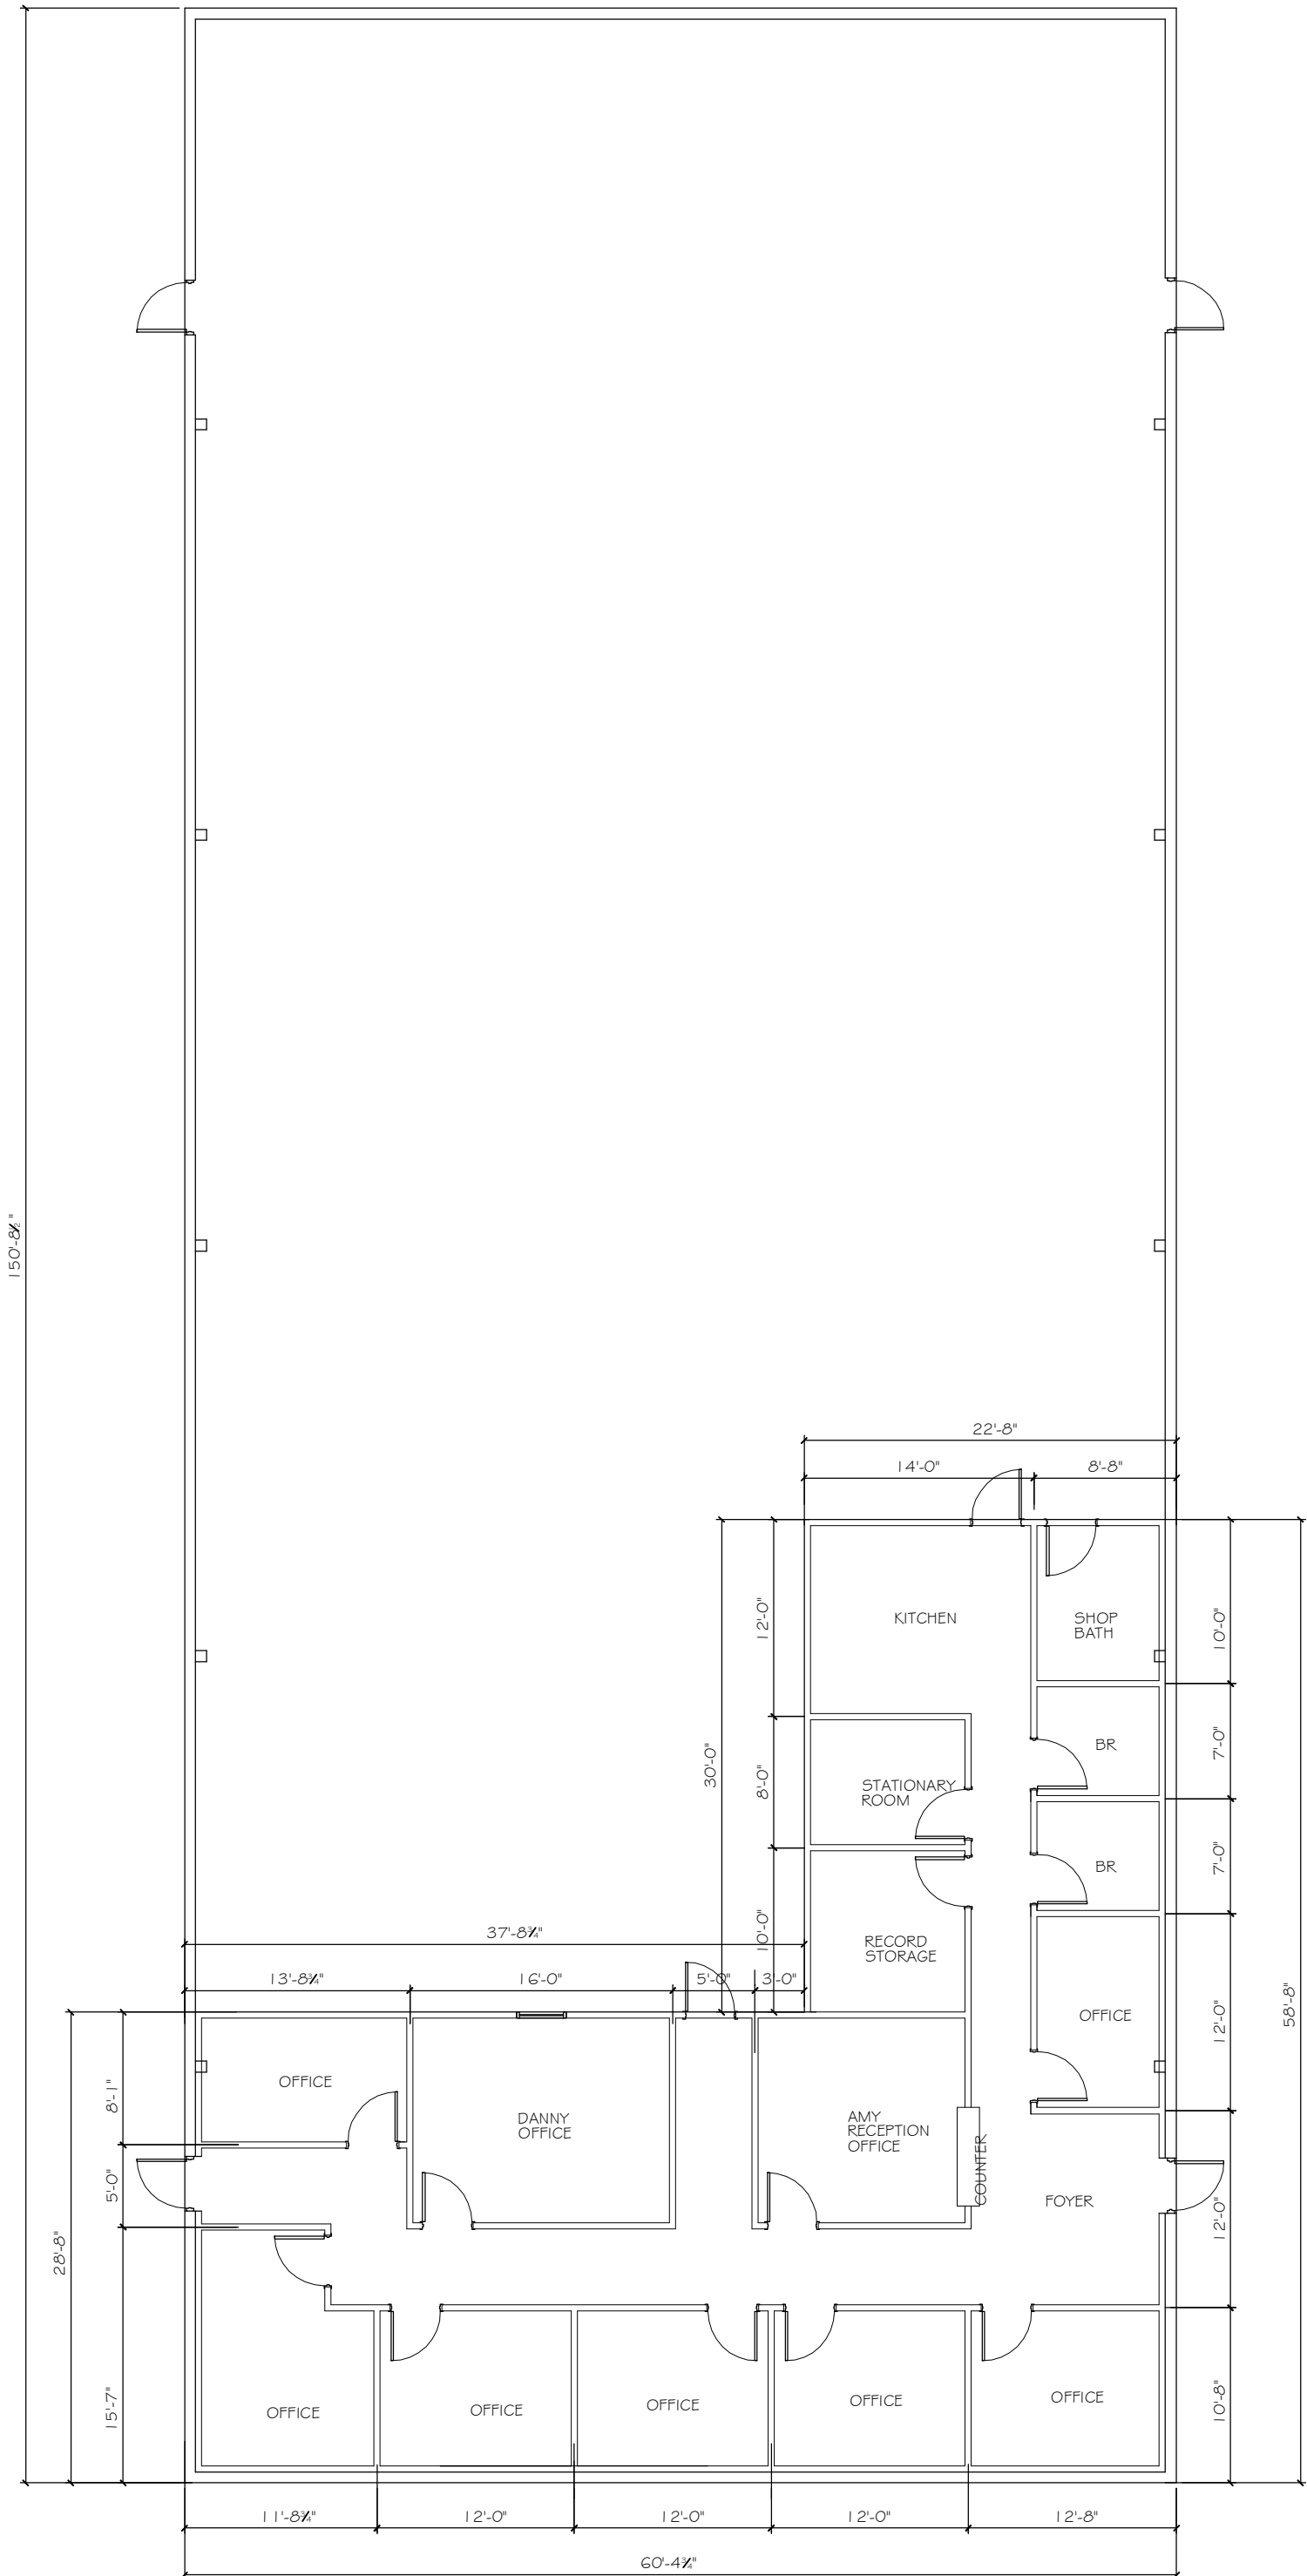 150'-8½"
22'-8"
14'-0"
8'-8"
KITCHEN
SHOP
BATH
12'-0"
10'-0"
BR
7'-0"
30'-0"
8'-0"
STATIONARY
ROOM
BR
7'-0"
10'-0"
RECORD
STORAGE
37'-8¾"
13'-8¾"
16'-0"
5'-0"
3'-0"
OFFICE
12'-0"
58'-8"
OFFICE
8'-1"
DANNY
OFFICE
AMY
RECEPTION
OFFICE
COUNTER
FOYER
12'-0"
5'-0"
28'-8"
15'-7"
OFFICE
OFFICE
OFFICE
OFFICE
OFFICE
10'-8"
11'-8¾"
12'-0"
12'-0"
12'-0"
12'-8"
60'-4¾"